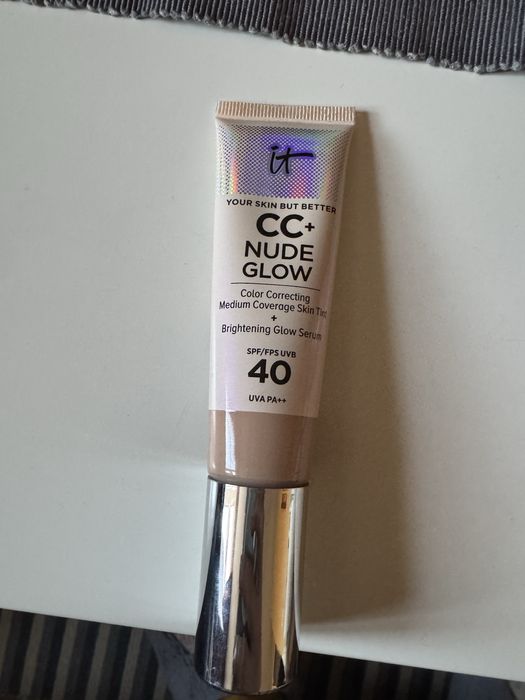 it
YOUR SKIN BUT BETTER
CC+
NUDE
GLOW
Color Correcting
Medium Coverage Skin Tint
+
Brightening Glow Serum
SPF/FPS UVB
40
UVA PA++